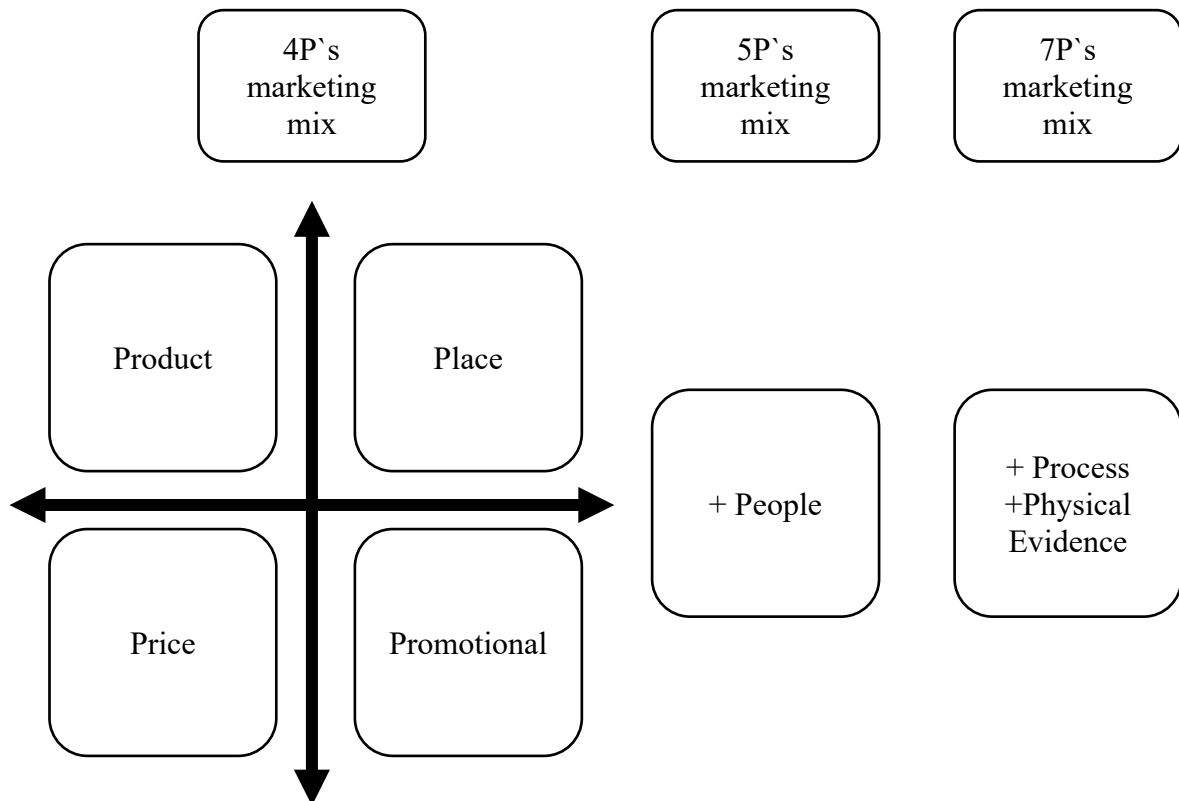 4P`s
marketing
mix
5P`s
marketing
mix
7P`s
marketing
mix
Product
Place
Price
Promotional
+ People
+ Process
+Physical
Evidence